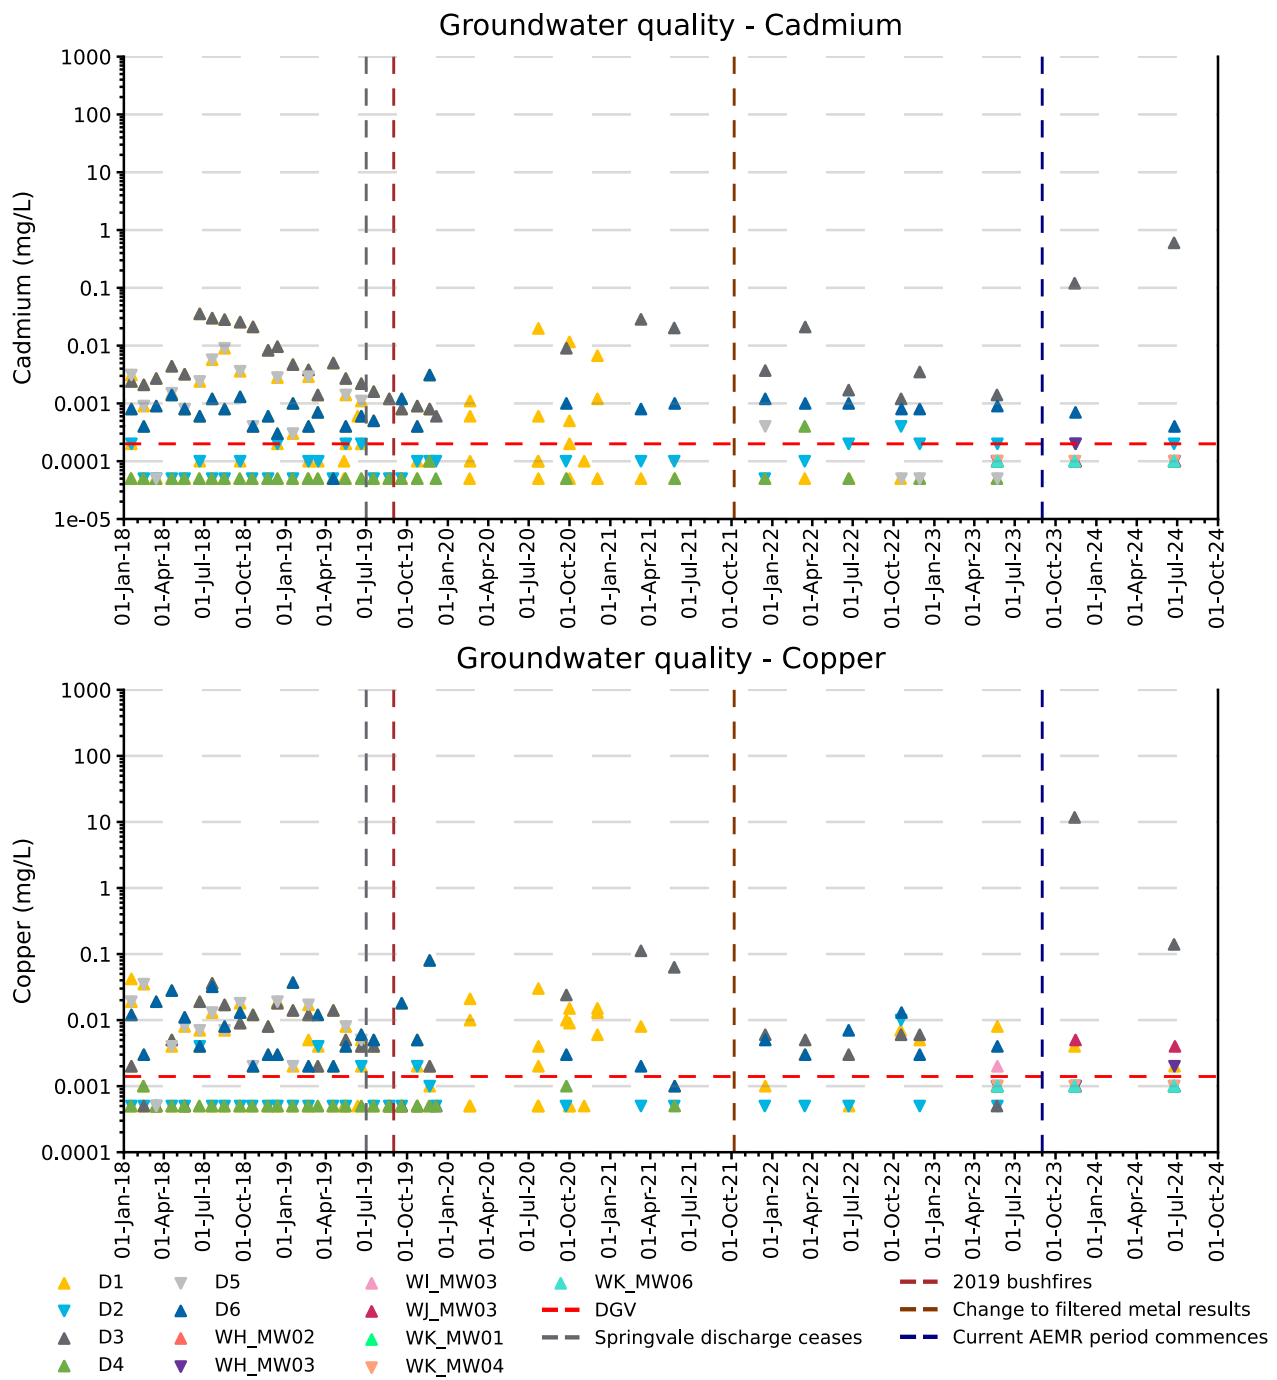 Groundwater quality - Cadmium
Cadmium (mg/L)
1000
100
10
1
0.1
0.01
0.001
0.0001
1e-05
01-Jan-18
01-Apr-18
01-Jul-18
01-Oct-18
01-Jan-19
01-Apr-19
01-Jul-19
01-Oct-19
01-Jan-20
01-Apr-20
01-Jul-20
01-Oct-20
01-Jan-21
01-Apr-21
01-Jul-21
01-Oct-21
01-Jan-22
01-Apr-22
01-Jul-22
01-Oct-22
01-Jan-23
01-Apr-23
01-Jul-23
01-Oct-23
01-Jan-24
01-Apr-24
01-Jul-24
01-Oct-24
Groundwater quality - Copper
Copper (mg/L)
1000
100
10
1
0.1
0.01
0.001
0.0001
01-Jan-18
01-Apr-18
01-Jul-18
01-Oct-18
01-Jan-19
01-Apr-19
01-Jul-19
01-Oct-19
01-Jan-20
01-Apr-20
01-Jul-20
01-Oct-20
01-Jan-21
01-Apr-21
01-Jul-21
01-Oct-21
01-Jan-22
01-Apr-22
01-Jul-22
01-Oct-22
01-Jan-23
01-Apr-23
01-Jul-23
01-Oct-23
01-Jan-24
01-Apr-24
01-Jul-24
01-Oct-24
D1
D2
D3
D4
D5
D6
WH_MW02
WH_MW03
WI_MW03
WJ_MW03
WK_MW01
WK_MW04
WK_MW06
DGV
Springvale discharge ceases
2019 bushfires
Change to filtered metal results
Current AEMR period commences